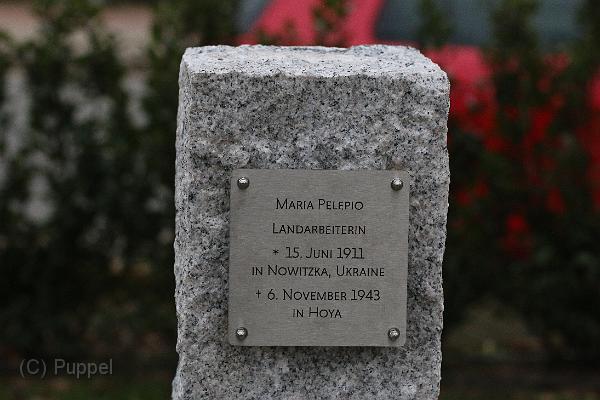 Maria Pelepio
Landarbeiterin
* 15. Juni 1911
in Nowitzka, Ukraine
† 6. November 1943
in Hoya
(C) Puppel